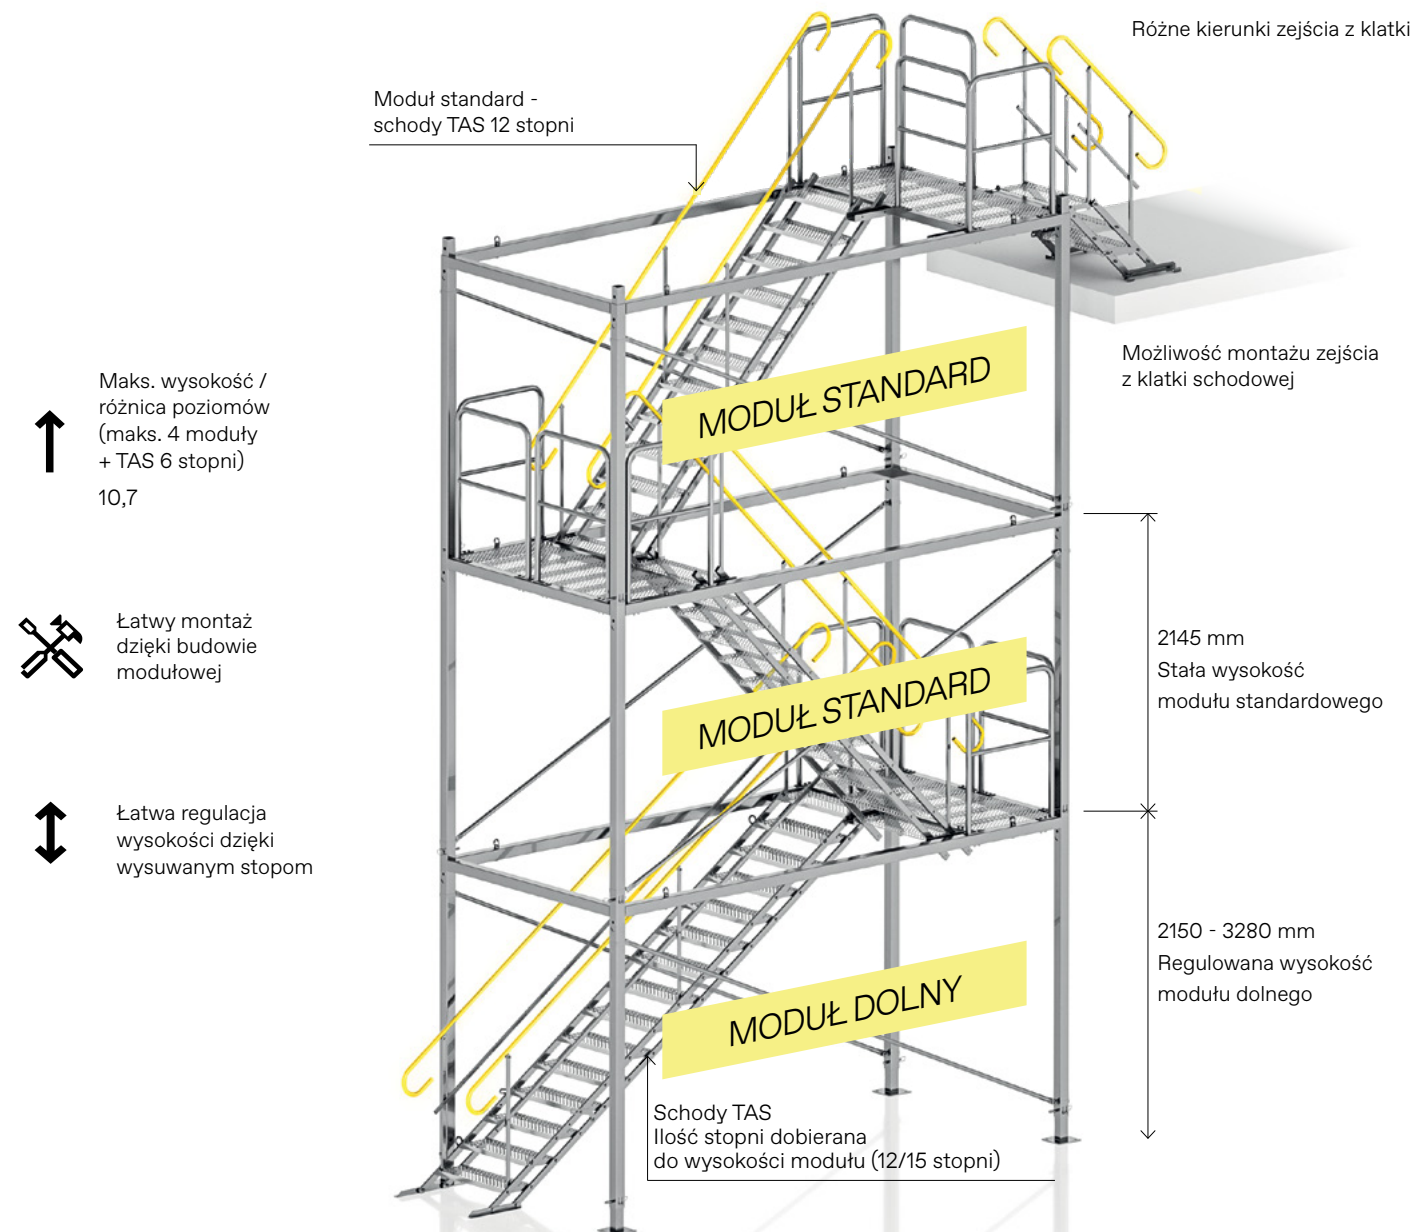 Różne kierunki zejścia z klatki
Moduł standard -
schody TAS 12 stopni
Możliwość montażu zejścia
z klatki schodowej
MODUŁ STANDARD
Maks. wysokość /
różnica poziomów
(maks. 4 moduły
+ TAS 6 stopni)
10,7
Łatwy montaż
dzięki budowie
modułowej
2145 mm
Stała wysokość
modułu standardowego
MODUŁ STANDARD
Łatwa regulacja
wysokości dzięki
wysuwanym stopom
2150 - 3280 mm
Regulowana wysokość
modułu dolnego
MODUŁ DOLNY
Schody TAS
Ilość stopni dobierana
do wysokości modułu (12/15 stopni)